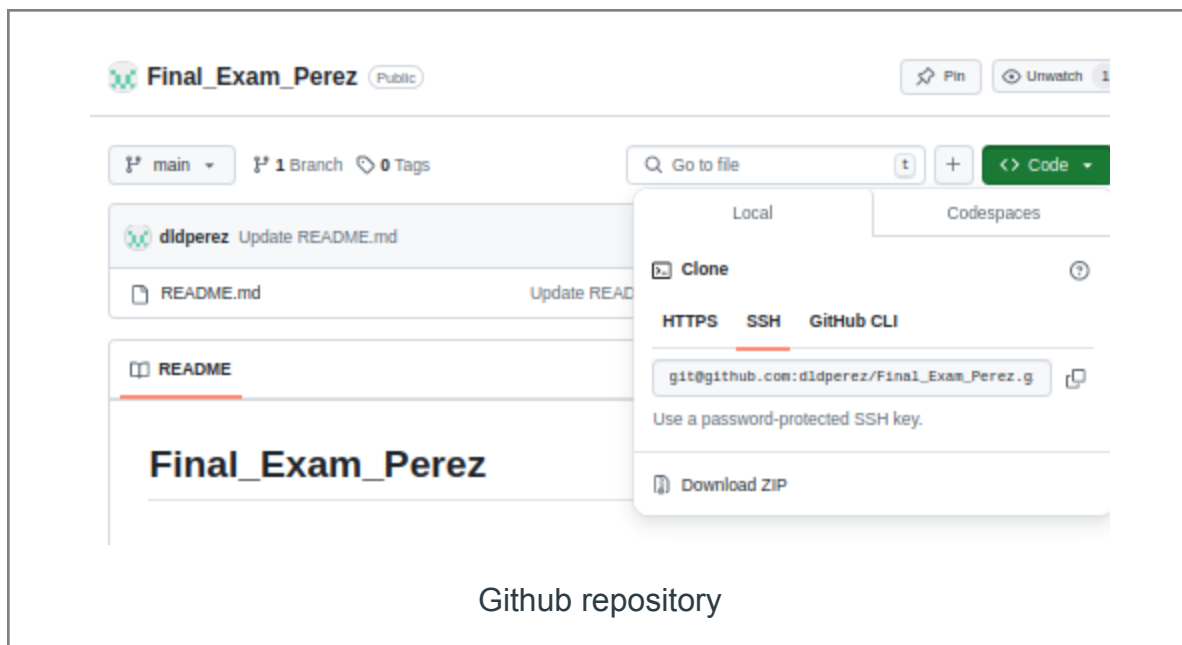 Final_Exam_Perez Public Pin Unwatch 1
main 1 Branch 0 Tags Go to file t + <> Code
Local Codespaces
dldperez Update README.md
Clone
README.md Update READ
HTTPS SSH GitHub CLI
README
git@github.com:dldperez/Final_Exam_Perez.g
Use a password-protected SSH key.
Final_Exam_Perez
Download ZIP
Github repository